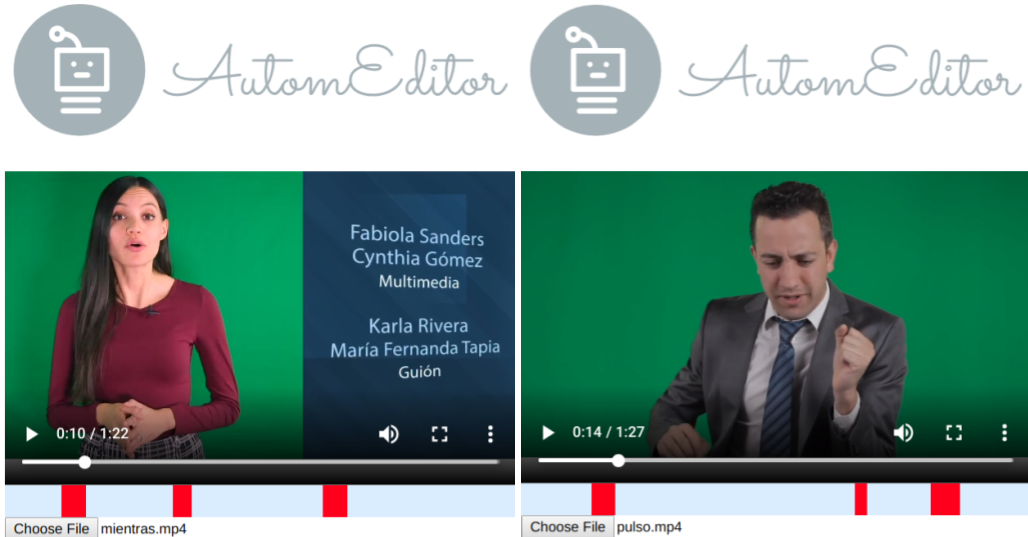 AutomEditor
AutomEditor
Fabiola Sanders
Cynthia Gómez
Multimedia
Karla Rivera
María Fernanda Tapia
Guión
0:10 / 1:22
Choose File mientras.mp4
0:14 / 1:27
Choose File pulso.mp4